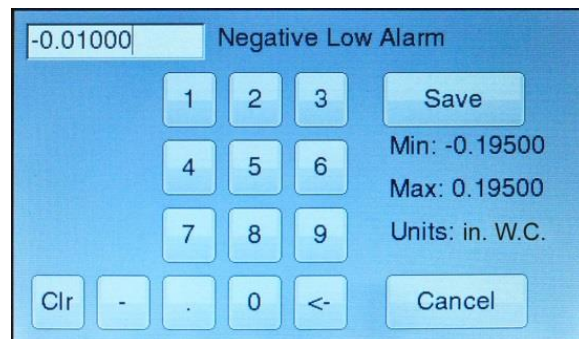 -0.01000 Negative Low Alarm
1 2 3 Save
Min: -0.19500
4 5 6
Max: 0.19500
7 8 9 Units: in. W.C.
Clr - . 0 <- Cancel